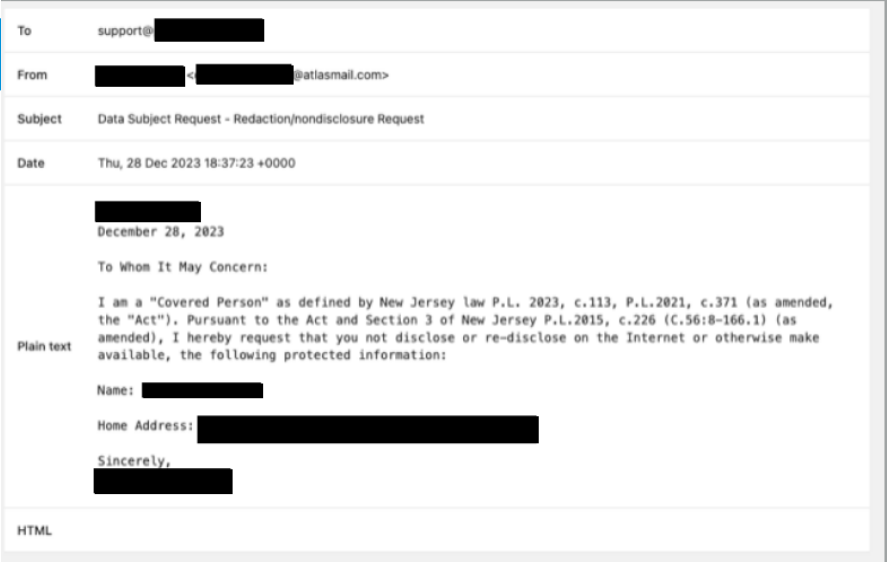 To support@
From < @atlasmail.com>
Subject Data Subject Request - Redaction/nondisclosure Request
Date Thu, 28 Dec 2023 18:37:23 +0000
December 28, 2023
To Whom It May Concern:
I am a "Covered Person" as defined by New Jersey law P.L. 2023, c.113, P.L.2021, c.371 (as amended,
the "Act"). Pursuant to the Act and Section 3 of New Jersey P.L.2015, c.226 (C.56:8-166.1) (as
amended), I hereby request that you not disclose or re-disclose on the Internet or otherwise make
Plain text
available, the following protected information:
Name:
Home Address:
Sincerely,
HTML